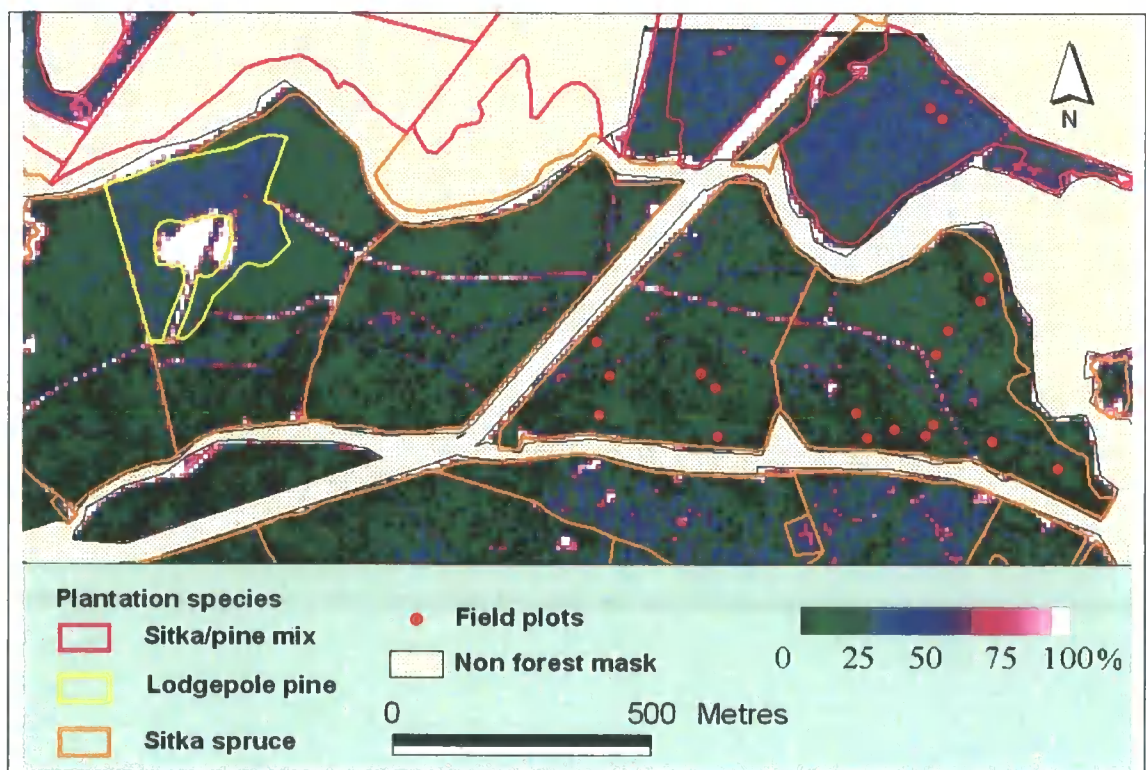 N
Plantation species
Sitka/pine mix
Lodgepole pine
Sitka spruce
Field plots
Non forest mask
0 500 Metres
0 25 50 75 100%